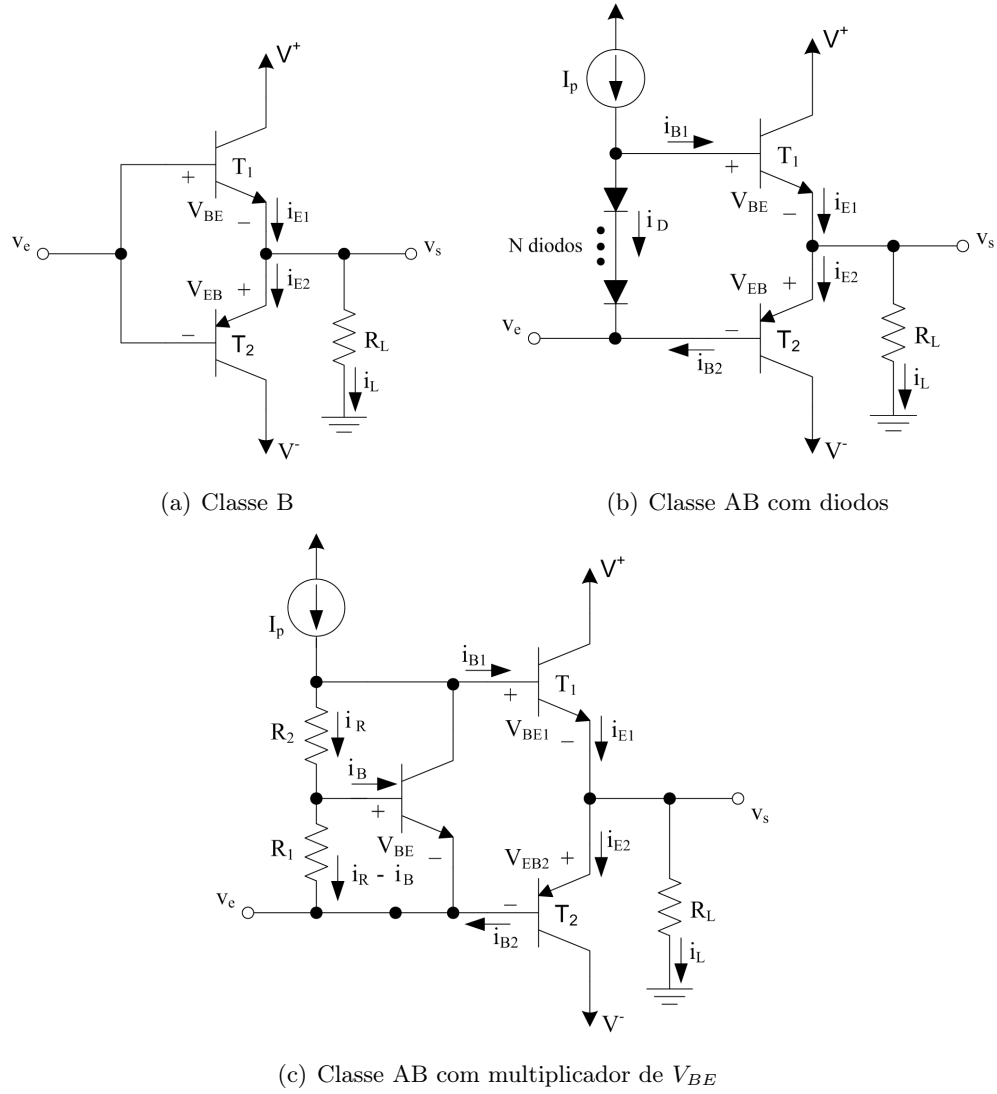 V⁺
T₁
+
V_BE
−
i_E1
v_e
v_s
i_E2
V_EB
+
−
T₂
R_L
i_L
V⁻
(a) Classe B
I_p
V⁺
i_B1
T₁
+
V_BE
−
i_E1
i_D
N diodos
v_s
i_E2
V_EB
+
v_e
−
T₂
i_B2
R_L
i_L
V⁻
(b) Classe AB com diodos
I_p
V⁺
i_B1
T₁
+
V_BE1
−
i_E1
R₂
i_R
i_B
+
V_BE
−
v_s
R₁
i_R - i_B
V_EB2
+
i_E2
v_e
−
T₂
i_B2
R_L
i_L
V⁻
(c) Classe AB com multiplicador de V_BE